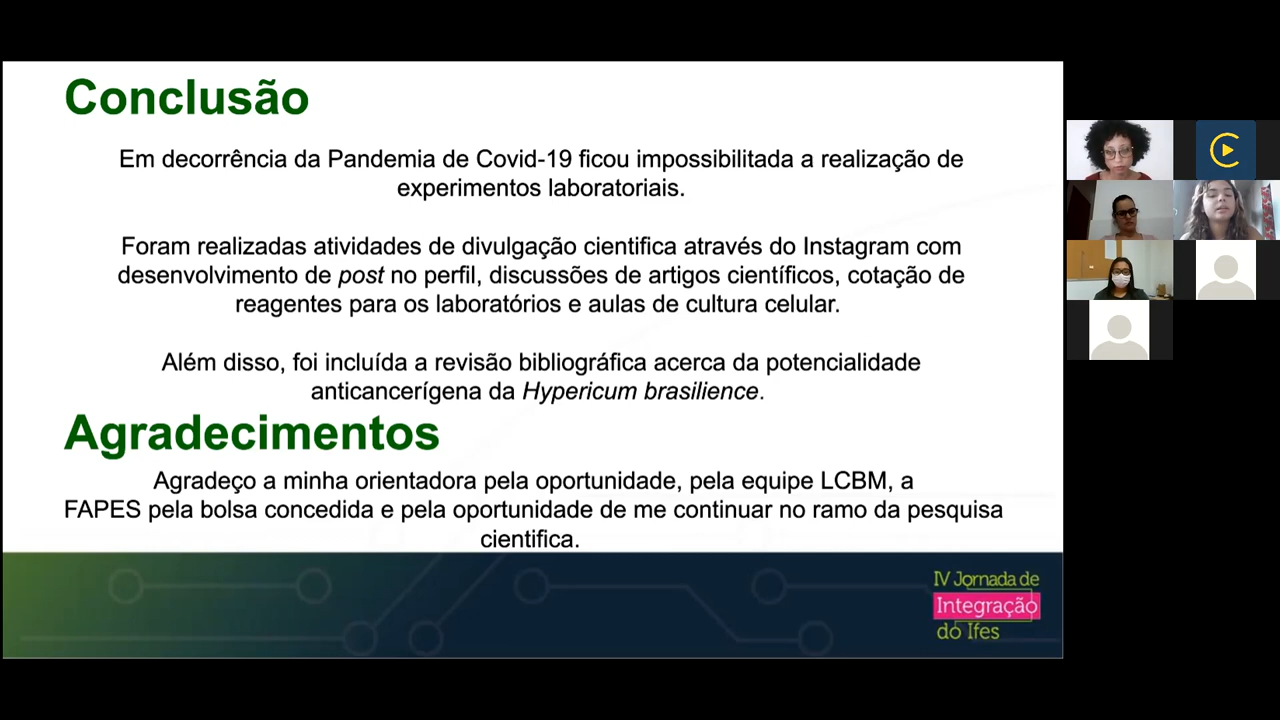 Conclusão
Em decorrência da Pandemia de Covid-19 ficou impossibilitada a realização de
experimentos laboratoriais.
Foram realizadas atividades de divulgação cientifica através do Instagram com
desenvolvimento de post no perfil, discussões de artigos científicos, cotação de
reagentes para os laboratórios e aulas de cultura celular.
Além disso, foi incluída a revisão bibliográfica acerca da potencialidade
anticancerígena da Hypericum brasilience.
Agradecimentos
Agradeço a minha orientadora pela oportunidade, pela equipe LCBM, a
FAPES pela bolsa concedida e pela oportunidade de me continuar no ramo da pesquisa
cientifica.
IV Jornada de
Integração
do Ifes